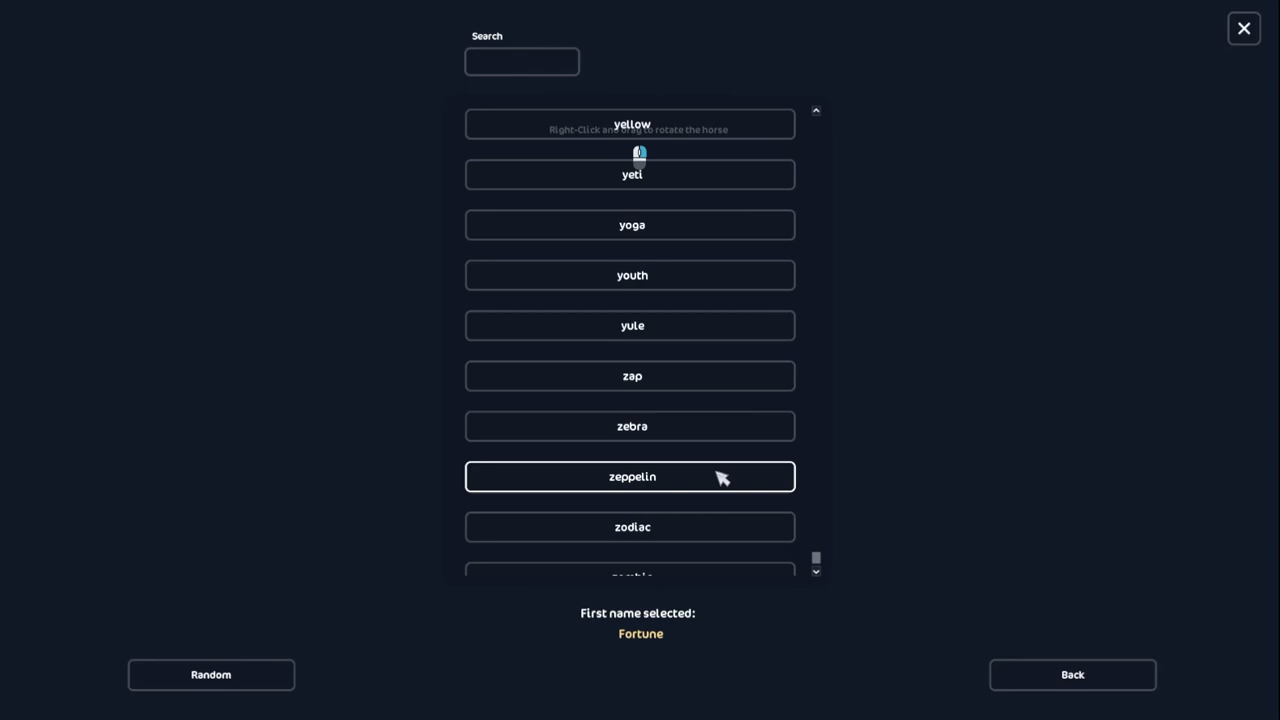 Search
yellow
Right-Click and drag to rotate the horse
yeti
yoga
youth
yule
zap
zebra
zeppelin
zodiac
First name selected:
Fortune
Random
Back